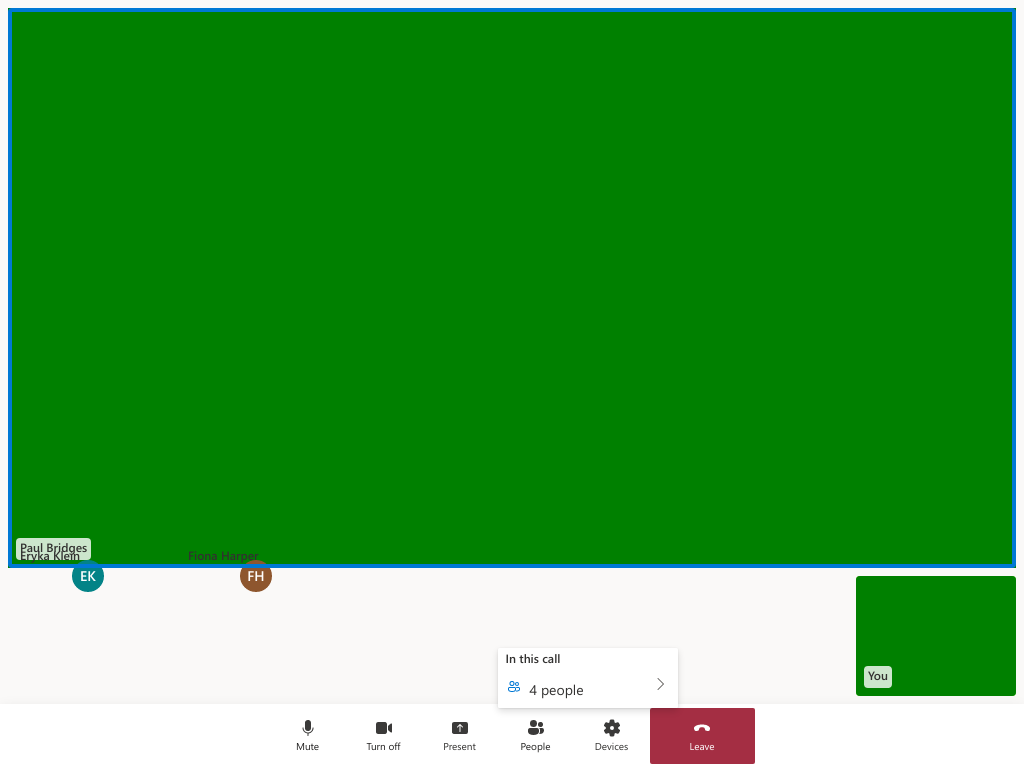 Paul Bridges
Eryka Klein
Fiona Harper
EK
FH
In this call
4 people
You
Mute
Turn off
Present
People
Devices
Leave